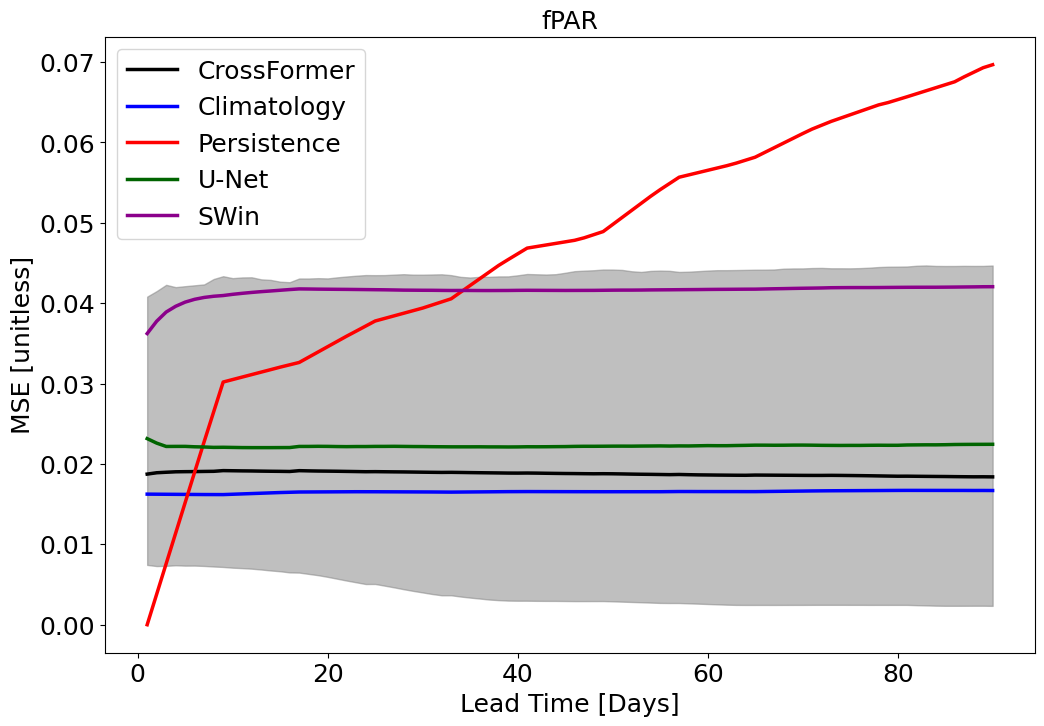 fPAR
CrossFormer
Climatology
Persistence
U-Net
SWin
MSE [unitless]
0.07
0.06
0.05
0.04
0.03
0.02
0.01
0.00
0 20 40 60 80
Lead Time [Days]